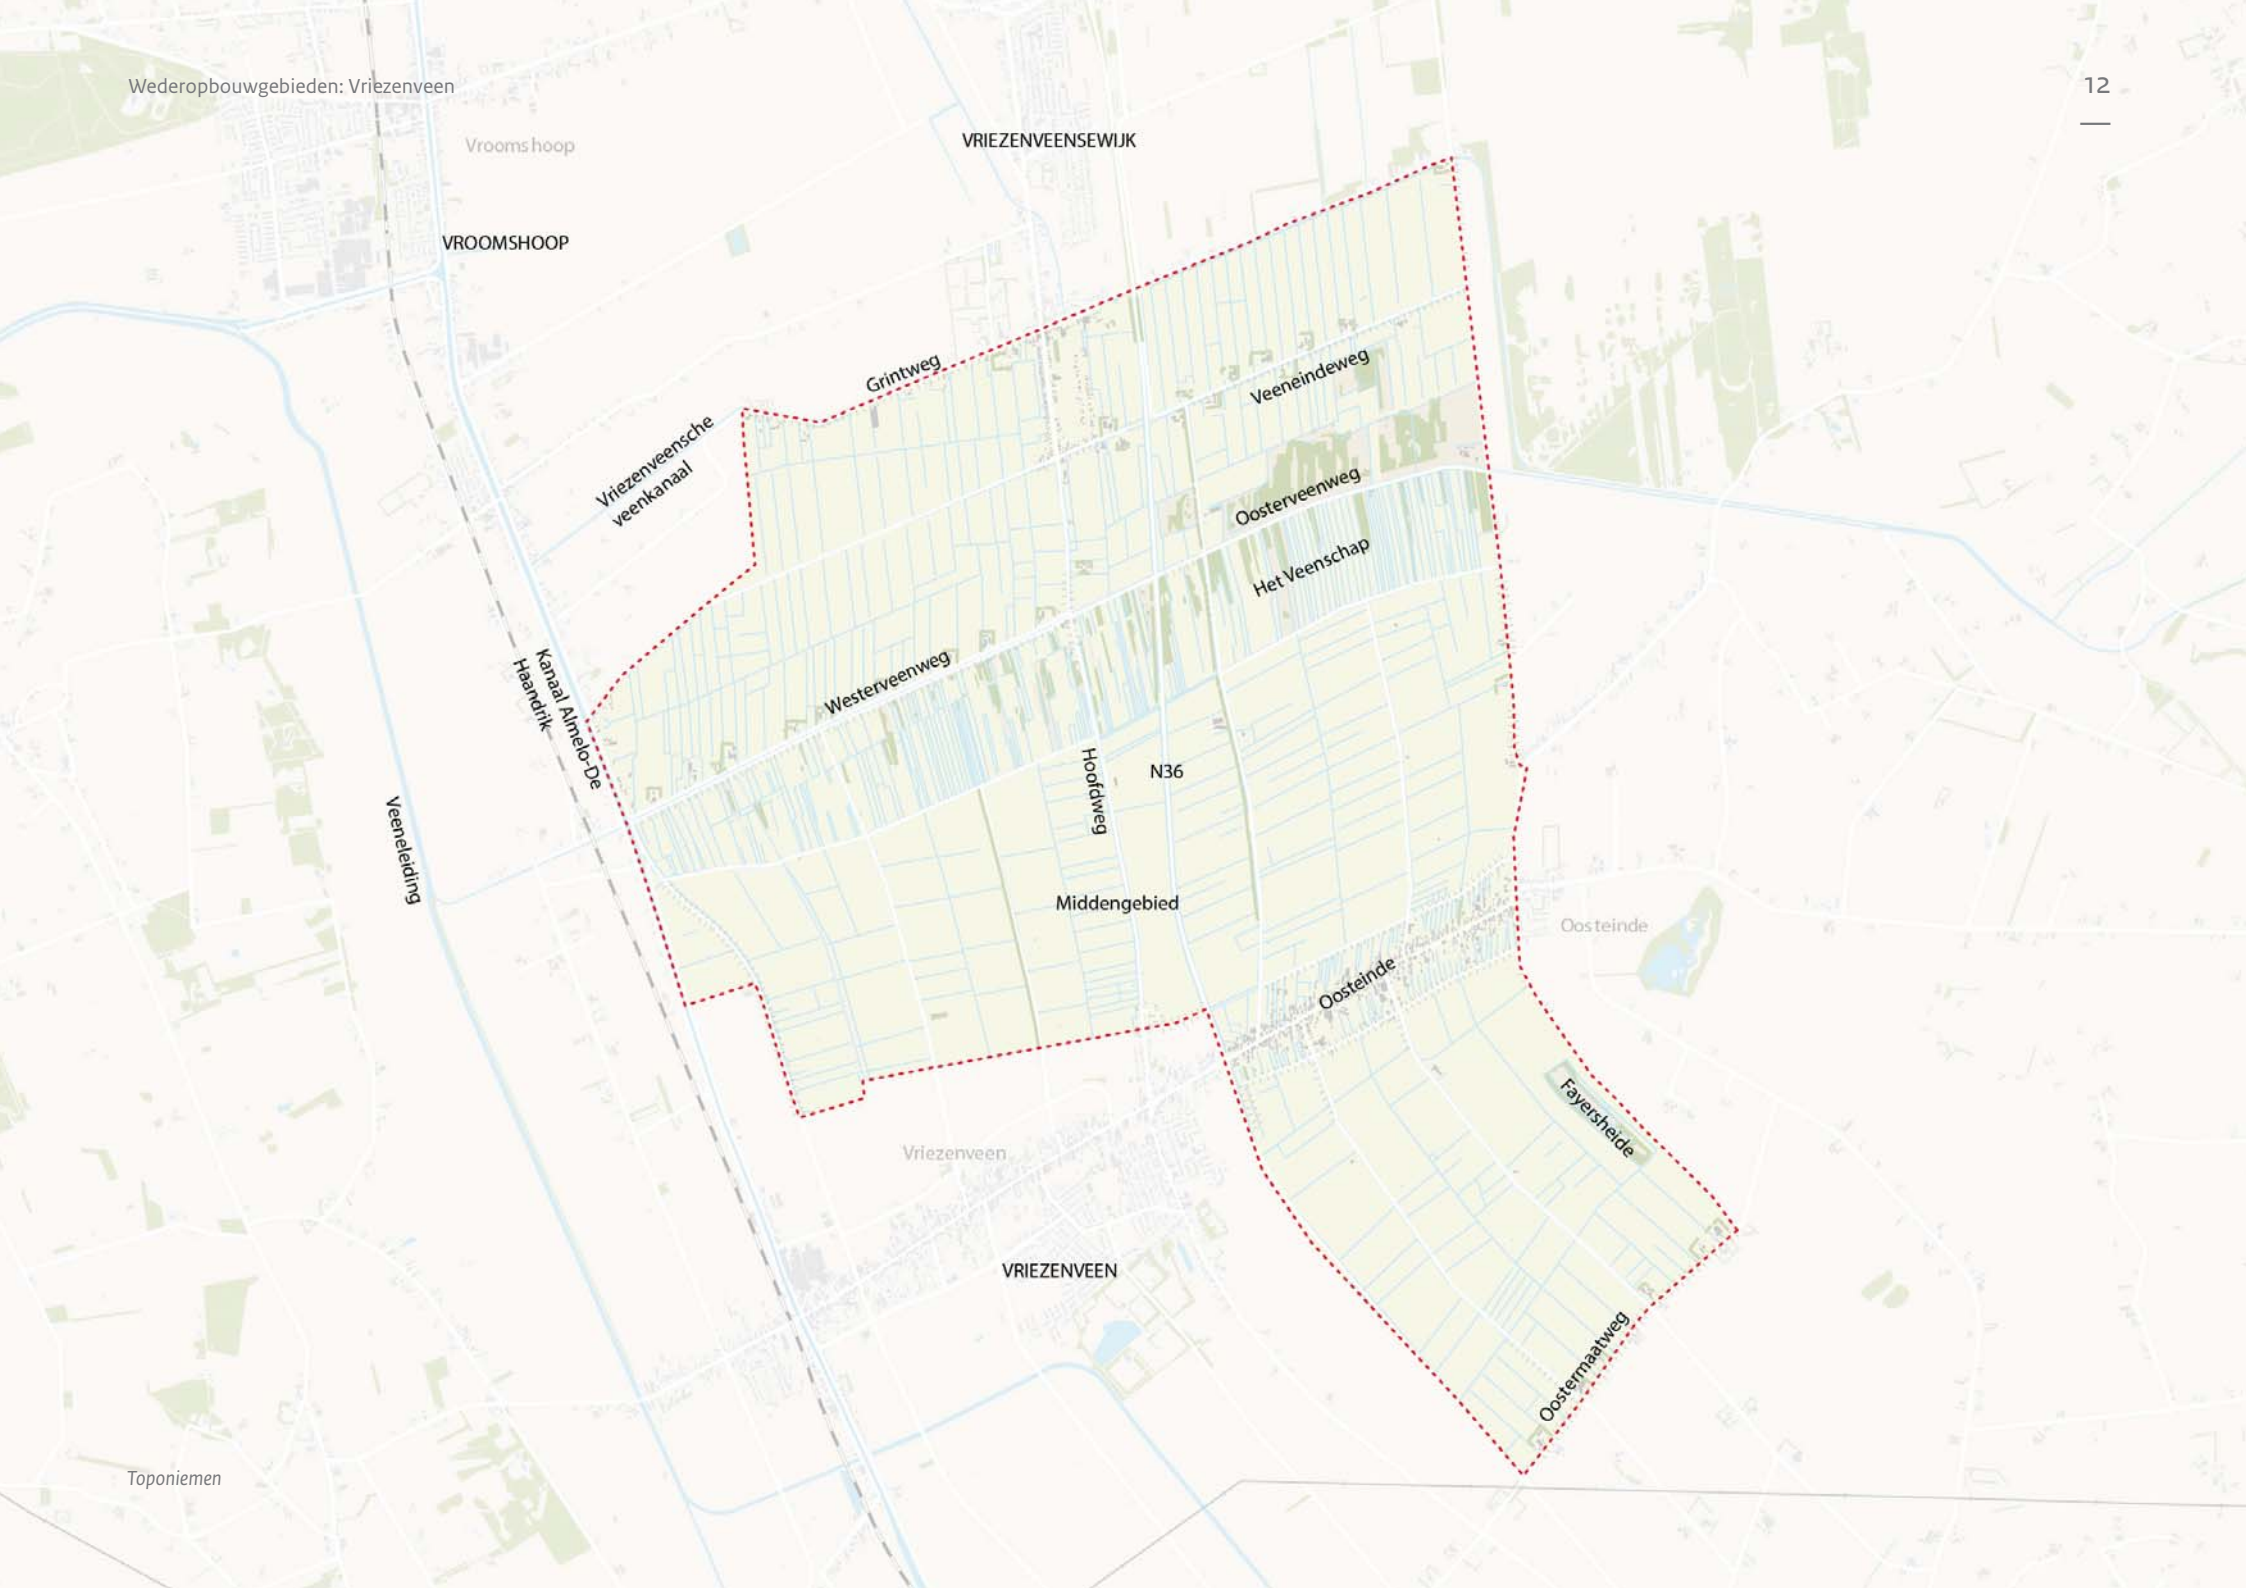 Wederopbouwgebieden: Vriezenveen
12
Vroomshoop
VRIEZENVEENSEWIJK
VROOMSHOOP
Grintweg
Veeneindeweg
Vriezenveensche
veenkanaal
Oosterveenweg
Het Veenschap
Westerveenweg
Kanaal Almelo-De
Haandrik
Hoofdweg
N36
Veeneleiding
Middengebied
Oosteinde
Oosteinde
Fayersheide
Vriezenveen
VRIEZENVEEN
Oostermaatweg
Toponiemen